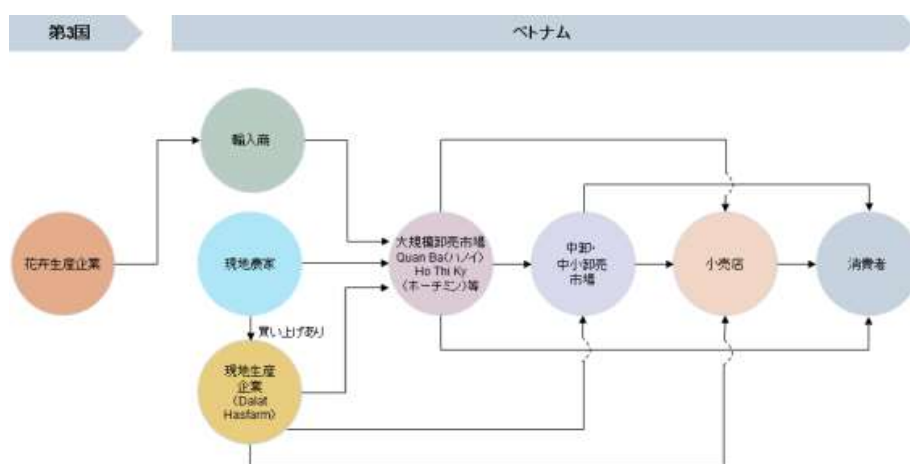 第3国
ベトナム
輸入商
花卉生産企業
現地農家
大規模卸売市場
Quan Ba(ハノイ)
Ho Thi Ky
(ホーチミン)等
中卸・
中小卸売
市場
小売店
消費者
買い上げあり
現地生産
企業
(Dalat
Hasfarm)